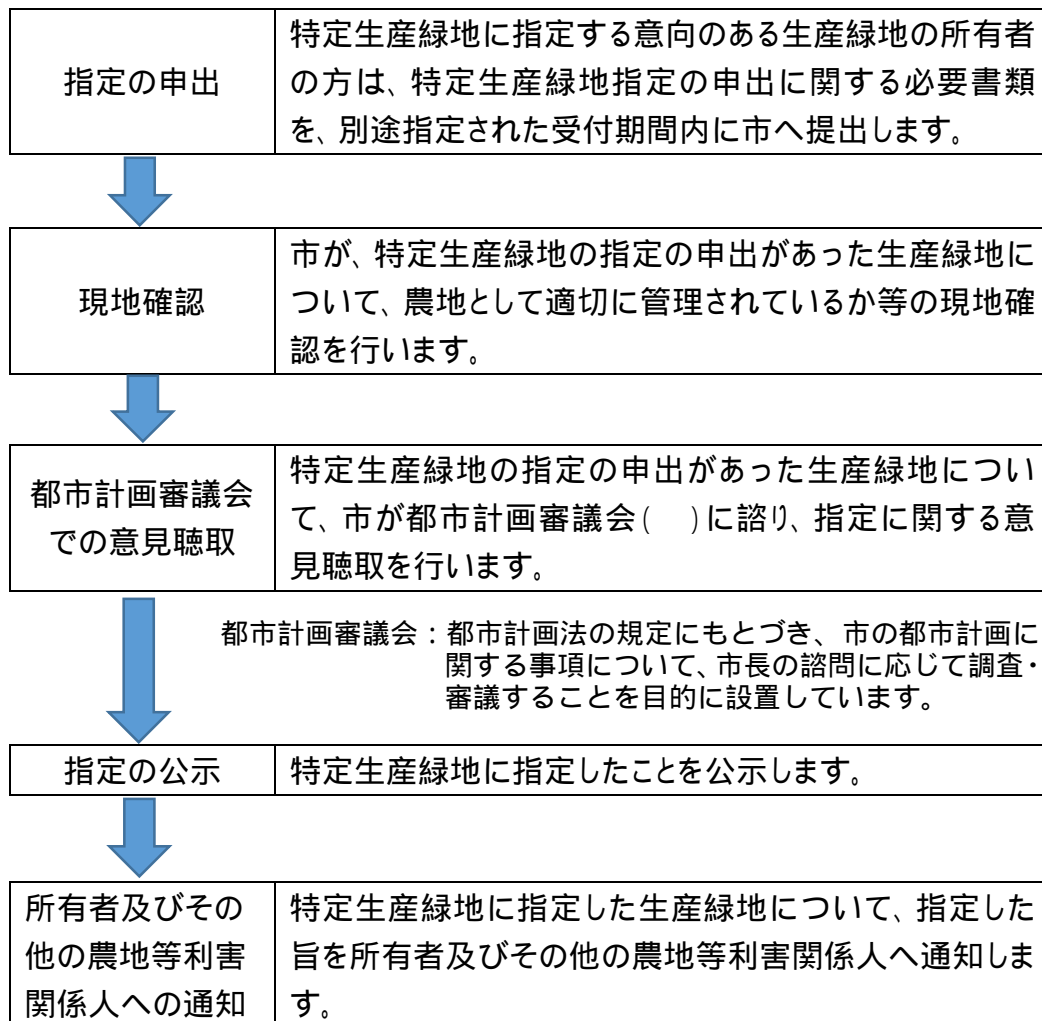 指定の申出
特定生産緑地に指定する意向のある生産緑地の所有者
の方は、特定生産緑地指定の申出に関する必要書類
を、別途指定された受付期間内に市へ提出します。
現地確認
市が、特定生産緑地の指定の申出があった生産緑地に
ついて、農地として適切に管理されているか等の現地確
認を行います。
都市計画審議会
での意見聴取
特定生産緑地の指定の申出があった生産緑地につい
て、市が都市計画審議会(　)に諮り、指定に関する意
見聴取を行います。
都市計画審議会：都市計画法の規定にもとづき、市の都市計画に
関する事項について、市長の諮問に応じて調査・
審議することを目的に設置しています。
指定の公示
特定生産緑地に指定したことを公示します。
所有者及びその
他の農地等利害
関係人への通知
特定生産緑地に指定した生産緑地について、指定した
旨を所有者及びその他の農地等利害関係人へ通知しま
す。